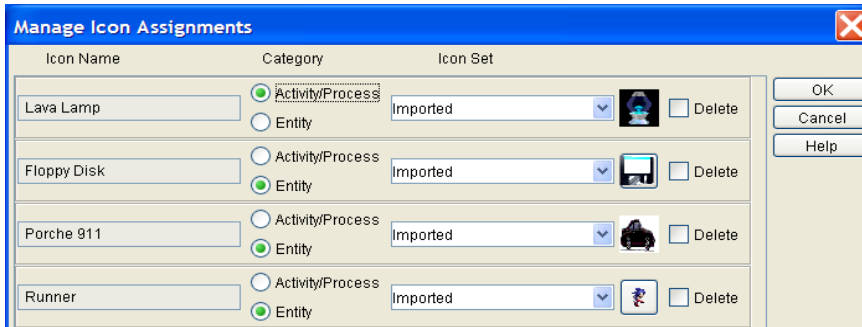 Manage Icon Assignments
Icon Name Category Icon Set
Activity/Process
Lava Lamp Imported Delete
Entity
OK
Cancel
Help
Activity/Process
Floppy Disk Imported Delete
Entity
Activity/Process
Porche 911 Imported Delete
Entity
Activity/Process
Runner Imported Delete
Entity